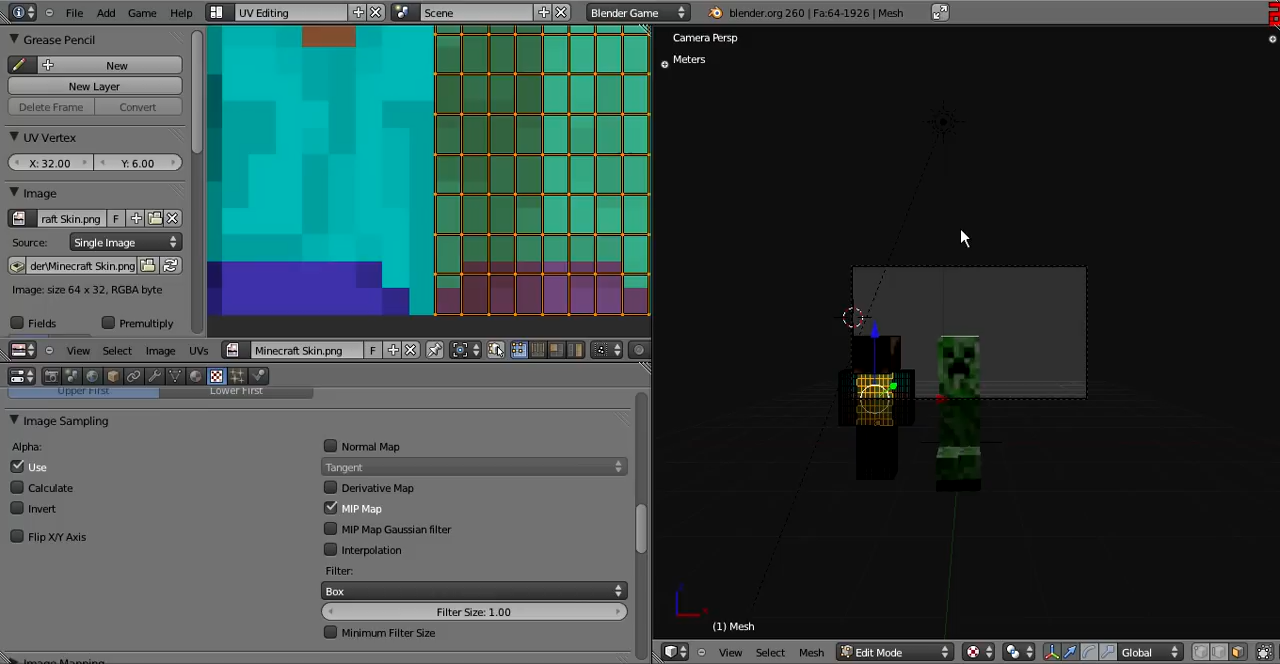 File Add Game Help UV Editing Scene Blender Game blender.org 260 | Fa:64-1926 | Mesh
Grease Pencil
New
New Layer
Delete Frame Convert
UV Vertex
X: 32.00 Y: 6.00
Image
raft Skin.png F
Source: Single Image
der\Minecraft Skin.png
Image: size 64 x 32, RGBA byte
Fields Premultiply
View Select Image UVs Minecraft Skin.png F
Upper First Lower First
Image Sampling
Alpha:
Use
Calculate
Invert
Flip X/Y Axis
Normal Map
Tangent
Derivative Map
MIP Map
MIP Map Gaussian filter
Interpolation
Filter:
Box
Filter Size: 1.00
Minimum Filter Size
Image Mapping
Camera Persp
Meters
(1) Mesh
View Select Mesh Edit Mode Global